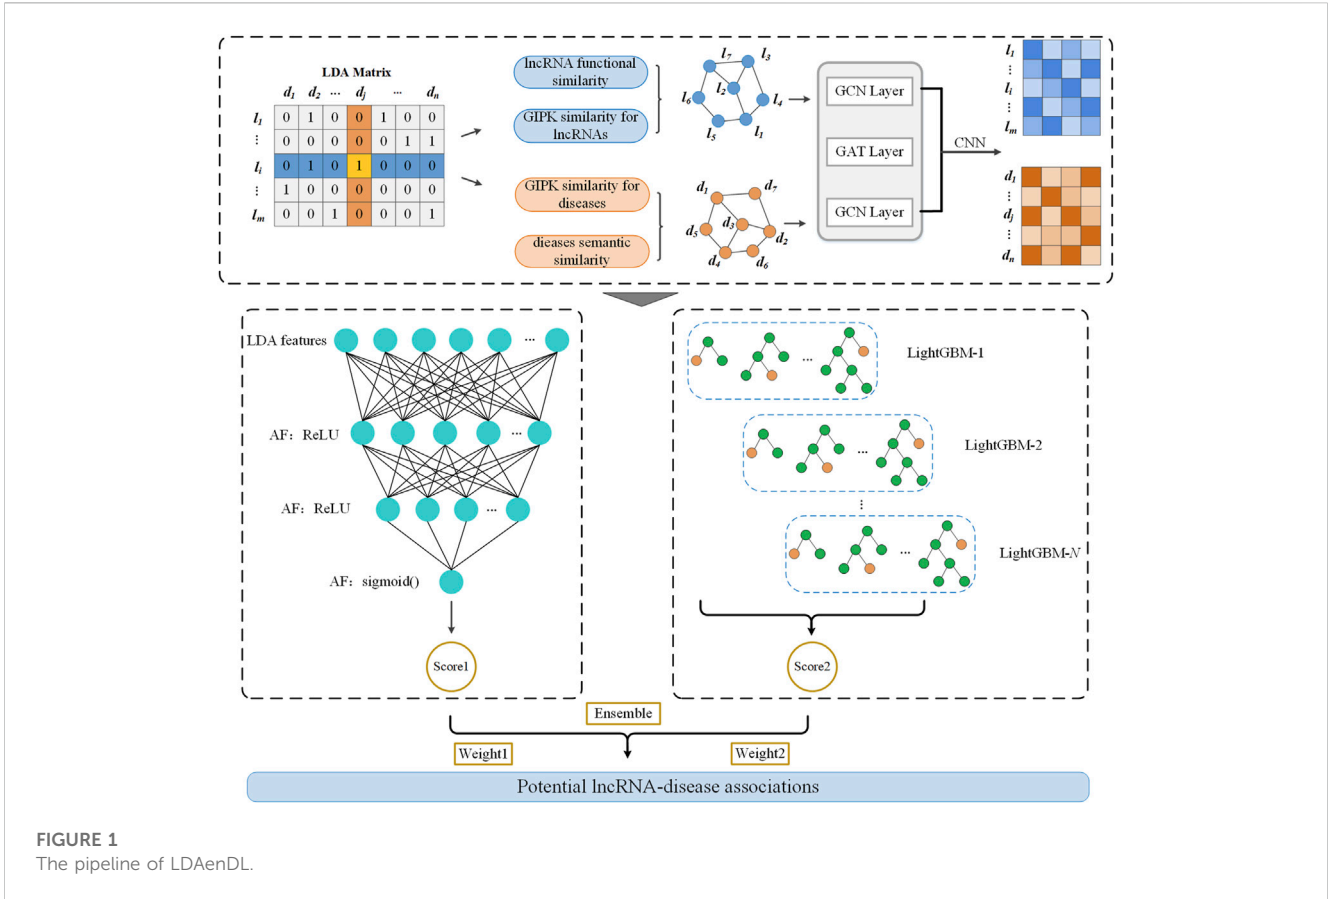 LDA Matrix
d1 d2 ... dj ... dn
l1 0 1 0 0 1 0 0
⋮ 0 0 0 0 0 1 1
li 0 1 0 1 0 0 0
⋮ 1 0 0 0 0 0 0
lm 0 0 1 0 0 0 1
lncRNA functional
similarity
GIPK similarity for
lncRNAs
GIPK similarity for
diseases
dieases semantic
similarity
l7 l3
l2
l6 l4
l5 l1
d1 d7
d3
d5 d2
d4 d6
GCN Layer
GAT Layer
GCN Layer
CNN
l1
⋮
li
⋮
lm
d1
⋮
dj
⋮
dn
LDA features ...
AF: ReLU ...
AF: ReLU ...
AF: sigmoid()
Score1
... LightGBM-1
... LightGBM-2
⋮
... LightGBM-N
Score2
Ensemble
Weight1 Weight2
Potential lncRNA-disease associations
FIGURE 1
The pipeline of LDAenDL.